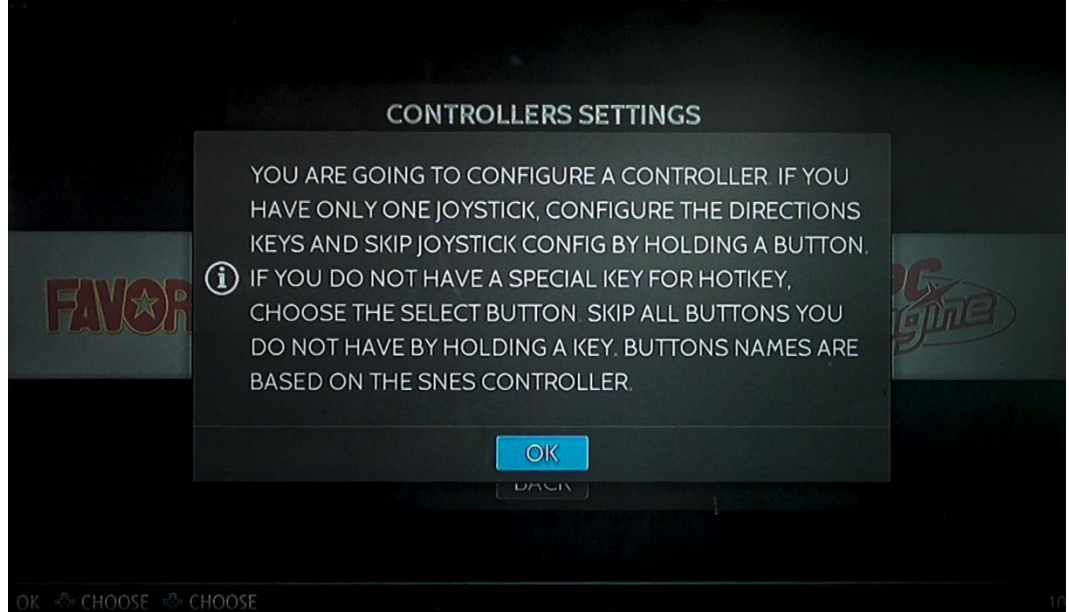 CONTROLLERS SETTINGS
YOU ARE GOING TO CONFIGURE A CONTROLLER. IF YOU
HAVE ONLY ONE JOYSTICK, CONFIGURE THE DIRECTIONS
KEYS AND SKIP JOYSTICK CONFIG BY HOLDING A BUTTON.
IF YOU DO NOT HAVE A SPECIAL KEY FOR HOTKEY,
CHOOSE THE SELECT BUTTON. SKIP ALL BUTTONS YOU
DO NOT HAVE BY HOLDING A KEY. BUTTONS NAMES ARE
BASED ON THE SNES CONTROLLER.
FAVOR
OK
BACK
OK CHOOSE CHOOSE